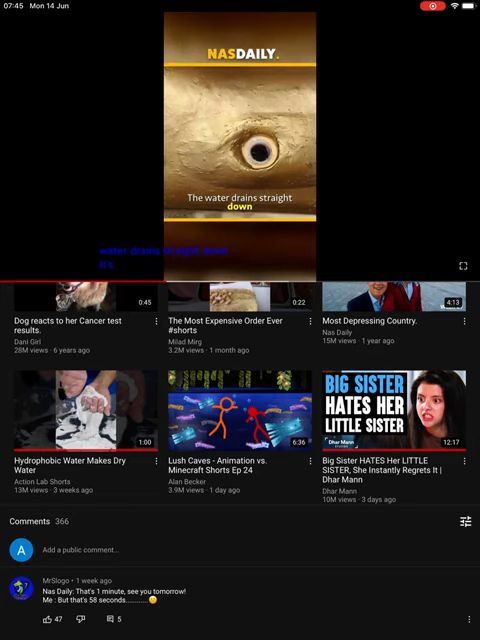 07:45 Mon 14 Jun
NASDAILY.
The water drains straight
down
water drains straight down
it's
0:45
0:22
4:13
Dog reacts to her Cancer test
results.
Dani Girl
28M views · 6 years ago
The Most Expensive Order Ever
#shorts
Milad Mirg
3.2M views · 1 month ago
Most Depressing Country.
Nas Daily
15M views · 1 year ago
1:00
6:36
BIG SISTER
HATES HER
LITTLE SISTER
Dhar Mann
12:17
Hydrophobic Water Makes Dry
Water
Action Lab Shorts
13M views · 3 weeks ago
Lush Caves - Animation vs.
Minecraft Shorts Ep 24
Alan Becker
3.9M views · 1 day ago
Big Sister HATES Her LITTLE
SISTER, She Instantly Regrets It |
Dhar Mann
Dhar Mann
10M views · 3 days ago
Comments 366
A
Add a public comment...
MrSlogo • 1 week ago
Nas Daily: That's 1 minute, see you tomorrow!
Me : But that's 58 seconds...........😐
47
5